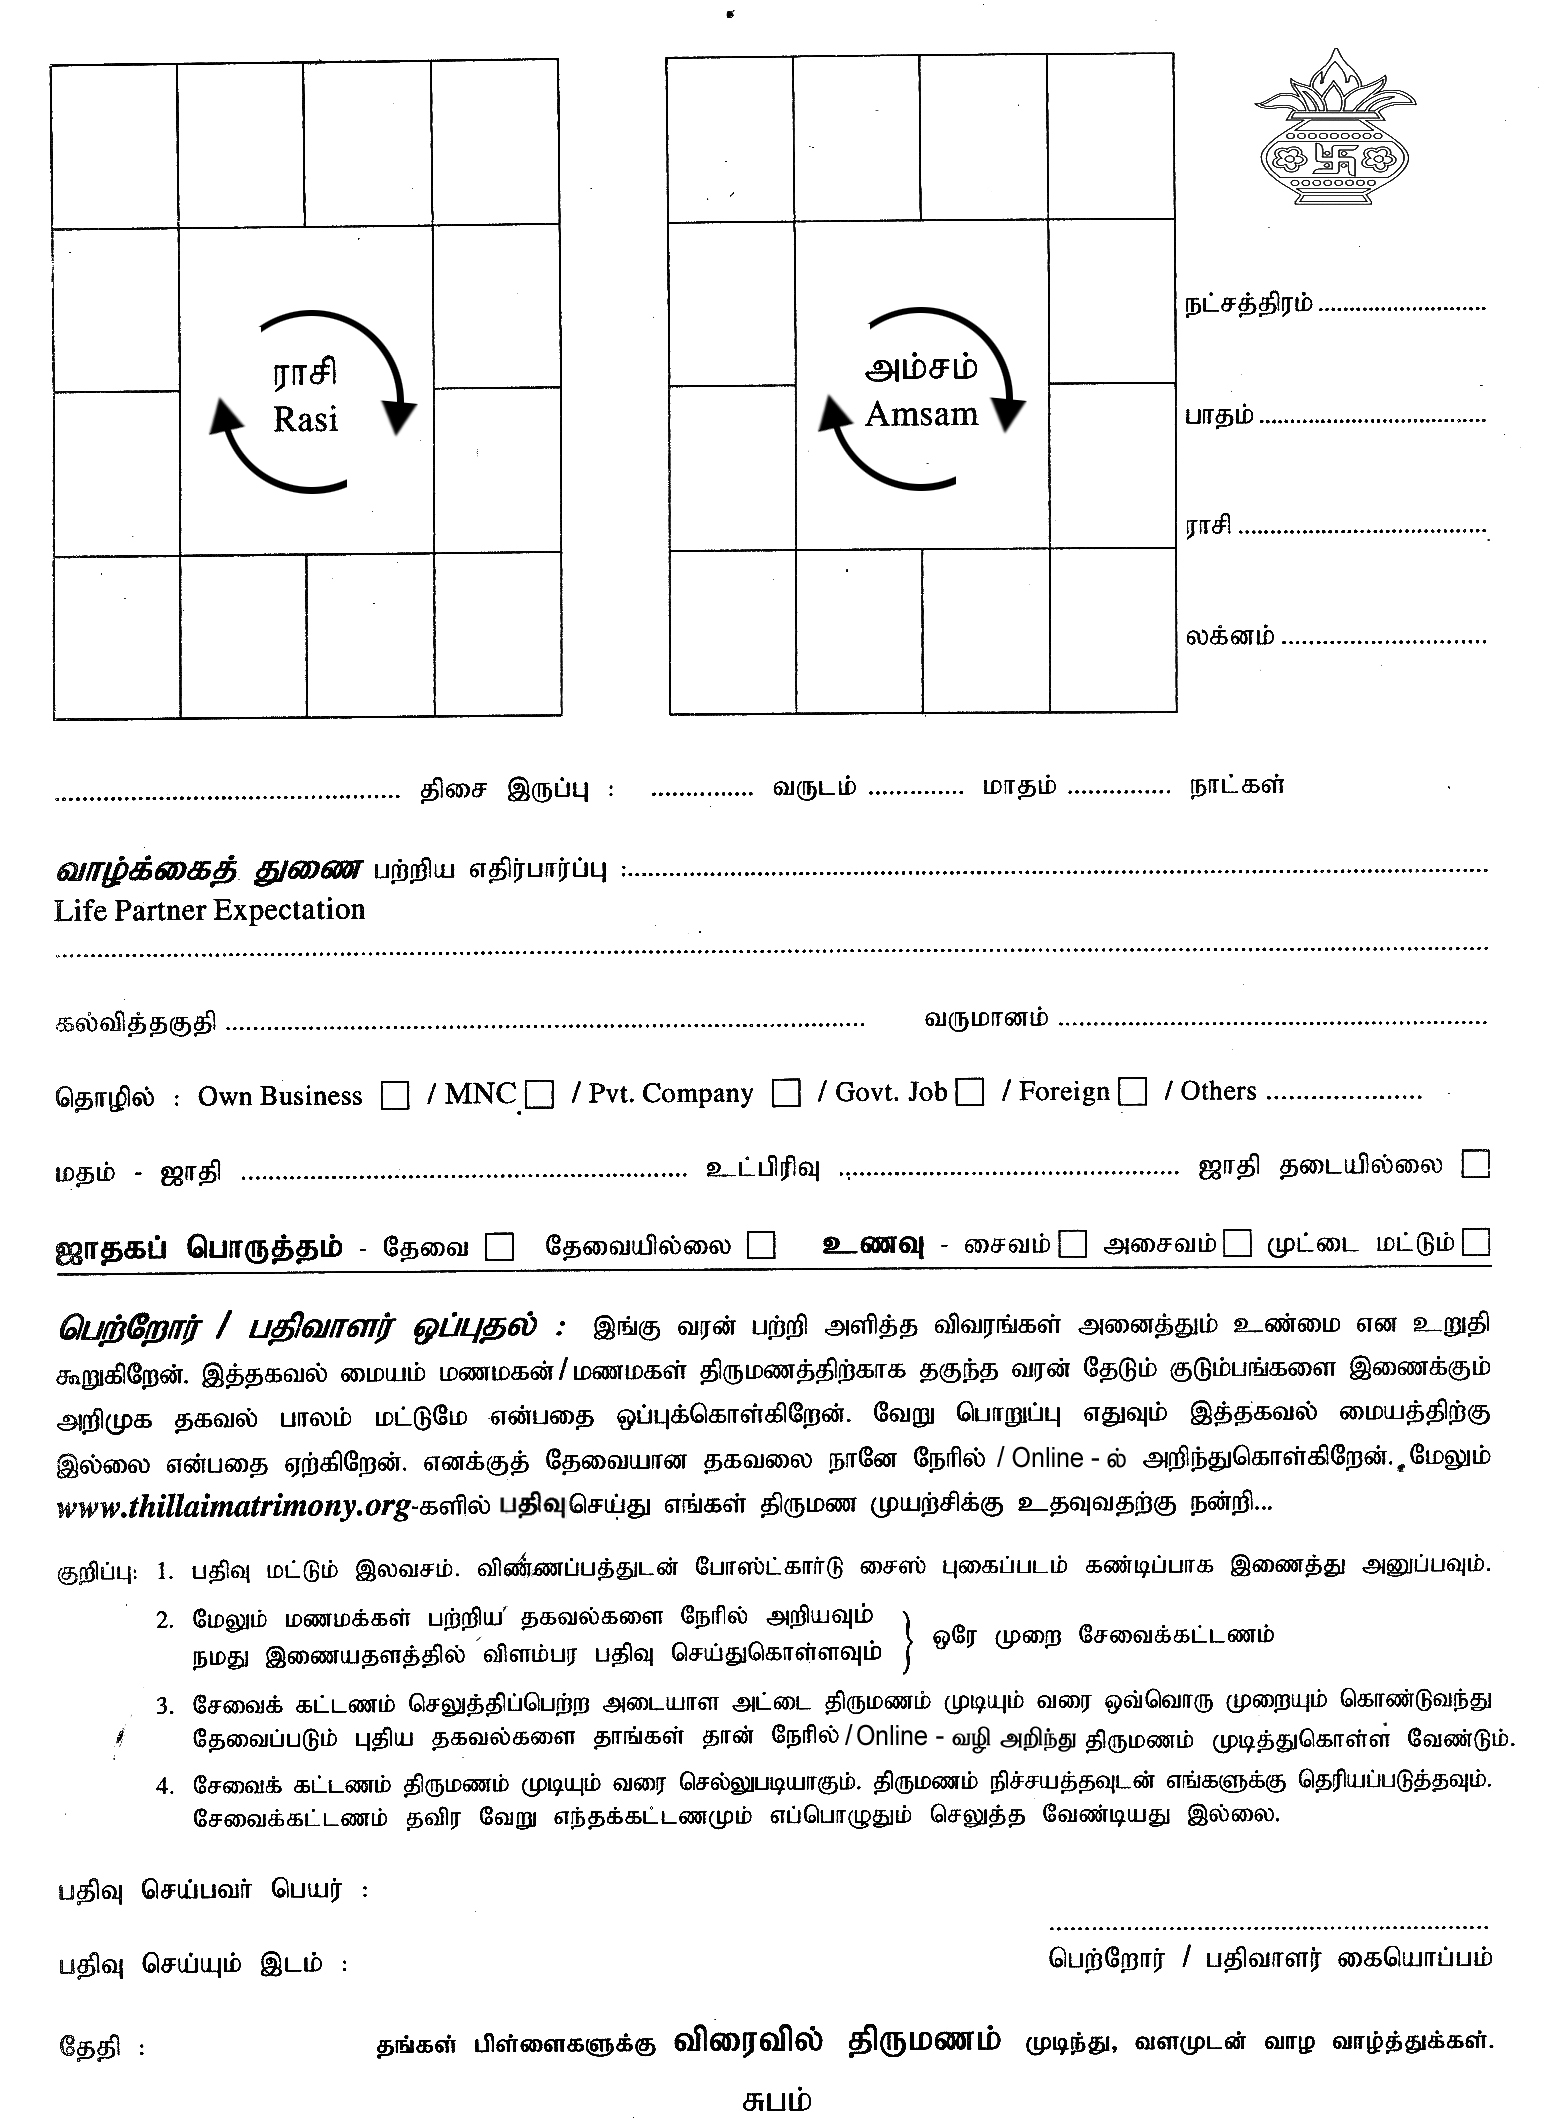 ராசி
Rasi
அம்சம்
Amsam
நட்சத்திரம் ...........................
பாதம் ....................................
ராசி .......................................
லக்னம் ................................
...................................................... திசை இருப்பு : ................ வருடம் ............... மாதம் ................ நாட்கள்
வாழ்க்கைத் துணை பற்றிய எதிர்பார்ப்பு :....................................................................................
Life Partner Expectation
....................................................................................................................................
கல்வித்தகுதி ............................................................................ வருமானம் ..................................................
தொழில் : Own Business □ / MNC □ / Pvt. Company □ / Govt. Job □ / Foreign □ / Others ......................
மதம் - ஜாதி .................................................................... உட்பிரிவு .................................................... ஜாதி தடையில்லை □
ஜாதகப் பொருத்தம் - தேவை □ தேவையில்லை □ உணவு - சைவம் □ அசைவம் □ முட்டை மட்டும் □
பெற்றோர் / பதிவாளர் ஒப்புதல் : இங்கு வரன் பற்றி அளித்த விவரங்கள் அனைத்தும் உண்மை என உறுதி
கூறுகிறேன். இத்தகவல் மையம் மணமகன்/மணமகள் திருமணத்திற்காக தகுந்த வரன் தேடும் குடும்பங்களை இணைக்கும்
அறிமுக தகவல் பாலம் மட்டுமே என்பதை ஒப்புக்கொள்கிறேன். வேறு பொறுப்பு எதுவும் இத்தகவல் மையத்திற்கு
இல்லை என்பதை ஏற்கிறேன். எனக்குத் தேவையான தகவலை நானே நேரில் / Online - ல் அறிந்துகொள்கிறேன். மேலும்
www.thillaimatrimony.org-களில் பதிவுசெய்து எங்கள் திருமண முயற்சிக்கு உதவுவதற்கு நன்றி...
குறிப்பு: 1. பதிவு மட்டும் இலவசம். விண்ணப்பத்துடன் போஸ்ட்கார்டு சைஸ் புகைப்படம் கண்டிப்பாக இணைத்து அனுப்பவும்.
2. மேலும் மணமக்கள் பற்றிய தகவல்களை நேரில் அறியவும்
நமது இணையதளத்தில் விளம்பர பதிவு செய்துகொள்ளவும் } ஒரே முறை சேவைக்கட்டணம்
3. சேவைக் கட்டணம் செலுத்திப்பெற்ற அடையாள அட்டை திருமணம் முடியும் வரை ஒவ்வொரு முறையும் கொண்டுவந்து
தேவைப்படும் புதிய தகவல்களை தாங்கள் தான் நேரில் / Online - வழி அறிந்து திருமணம் முடித்துகொள்ள வேண்டும்.
4. சேவைக் கட்டணம் திருமணம் முடியும் வரை செல்லுபடியாகும். திருமணம் நிச்சயத்தவுடன் எங்களுக்கு தெரியப்படுத்தவும்.
சேவைக்கட்டணம் தவிர வேறு எந்தக்கட்டணமும் எப்பொழுதும் செலுத்த வேண்டியது இல்லை.
பதிவு செய்பவர் பெயர் :
......................................................................
பதிவு செய்யும் இடம் : பெற்றோர் / பதிவாளர் கையொப்பம்
தேதி : தங்கள் பிள்ளைகளுக்கு விரைவில் திருமணம் முடிந்து, வளமுடன் வாழ வாழ்த்துக்கள்.
சுபம்